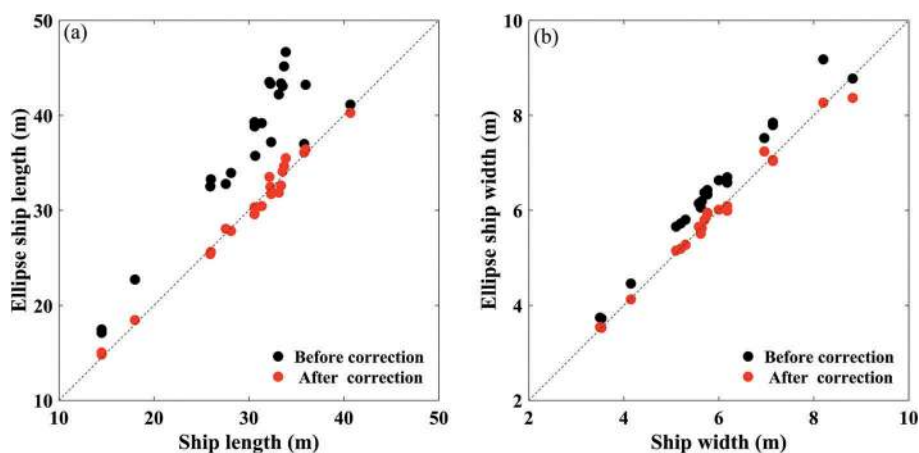 (a)
50
40
30
20
10
10 20 30 40 50
Ellipse ship length (m)
Ship length (m)
Before correction
After correction
(b)
10
8
6
4
2
2 4 6 8 10
Ellipse ship width (m)
Ship width (m)
Before correction
After correction